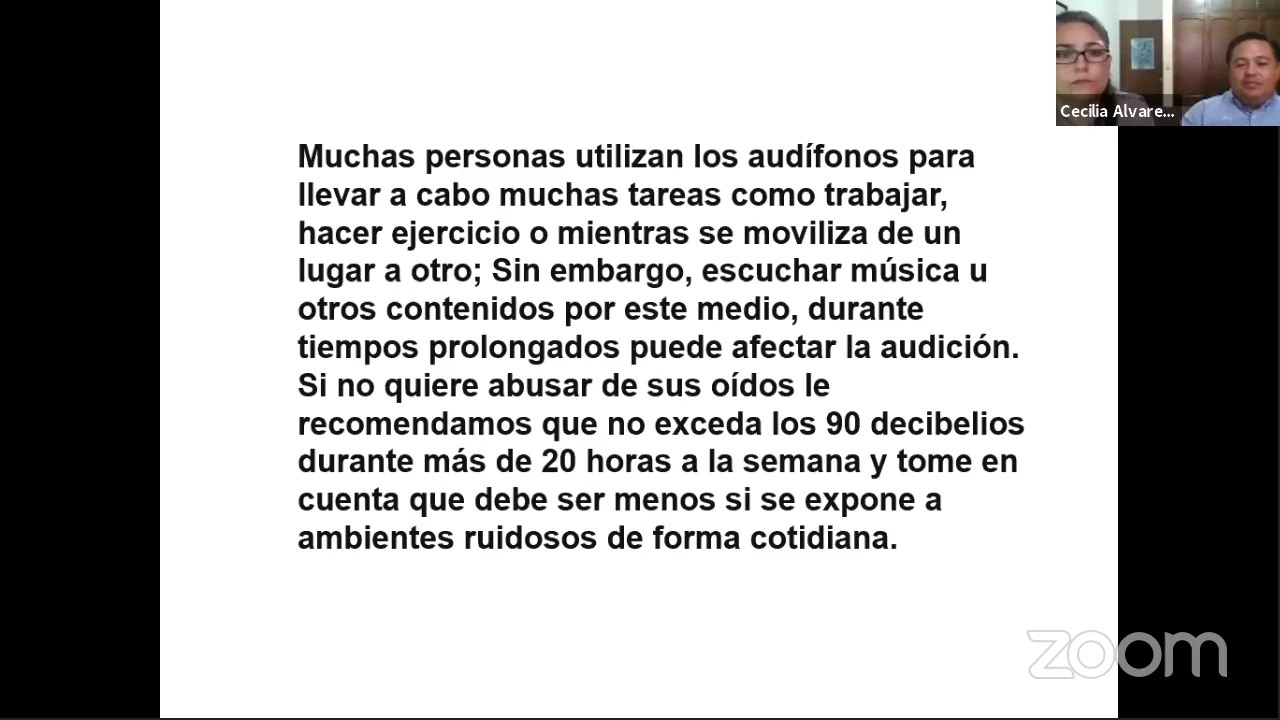 Muchas personas utilizan los audífonos para
llevar a cabo muchas tareas como trabajar,
hacer ejercicio o mientras se moviliza de un
lugar a otro; Sin embargo, escuchar música u
otros contenidos por este medio, durante
tiempos prolongados puede afectar la audición.
Si no quiere abusar de sus oídos le
recomendamos que no exceda los 90 decibelios
durante más de 20 horas a la semana y tome en
cuenta que debe ser menos si se expone a
ambientes ruidosos de forma cotidiana.
Cecilia Alvare...
zoom